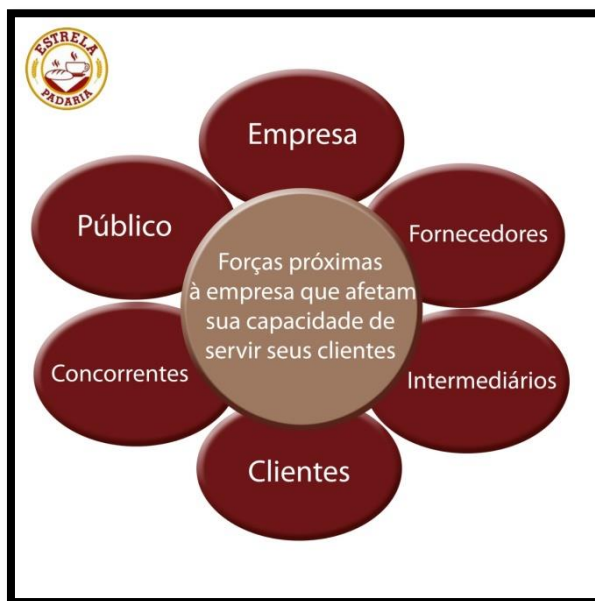 ESTRELA
PADARIA
Empresa
Público
Fornecedores
Forças próximas
à empresa que afetam
sua capacidade de
servir seus clientes
Concorrentes
Intermediários
Clientes